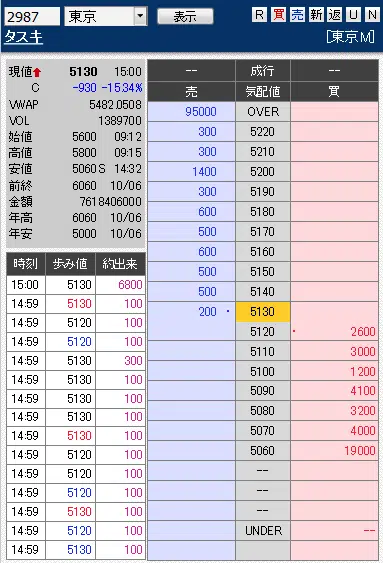 2987 東京 表示 R 買 売 新 返 U N
タスキ [東京M]
現値↑ 5130 15:00
C -930 -15.34%
VWAP 5482.0508
VOL 1389700
始値 5600 09:12
高値 5800 09:15
安値 5060 S 14:32
前終 6060 10/06
金額 7618406000
年高 6060 10/06
年安 5000 10/06
時刻 歩み値 約出来
15:00 5130 6800
14:59 5130 100
14:59 5120 100
14:59 5120 100
14:59 5130 300
14:59 5130 100
14:59 5130 100
14:59 5130 100
14:59 5130 100
14:59 5120 100
14:59 5120 100
14:59 5130 100
14:59 5120 100
14:59 5130 100
-- 成行 --
売 気配値 買
95000 OVER
300 5220
300 5210
1400 5200
300 5190
600 5180
500 5170
600 5160
500 5150
500 5140
200 5130
5120 2600
5110 3000
5100 1200
5090 4100
5080 3200
5070 4000
5060 19000
--
--
--
UNDER --